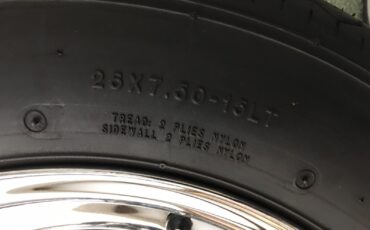 26X7.50-15LT
TREAD: 2 PLIES NYLON
SIDEWALL 2 PLIES NYLON